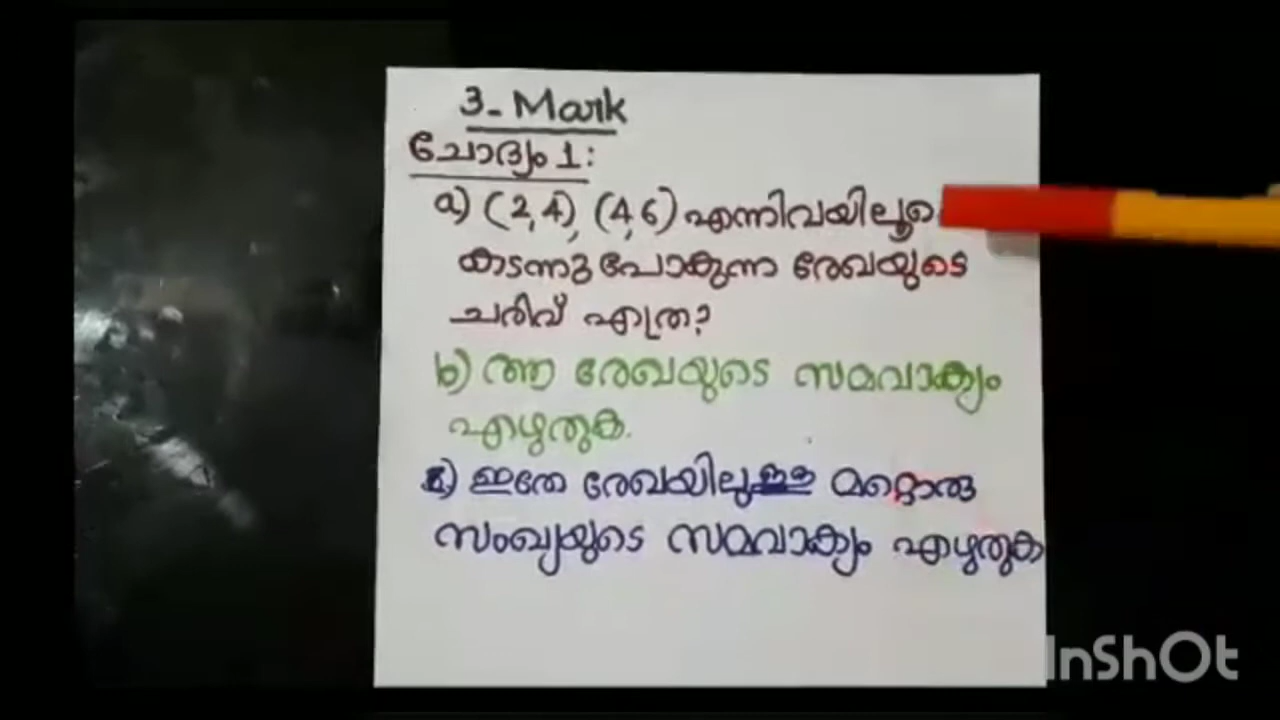 3- Mark
ചോദ്യം 1:
a) (2,4), (4,6) എന്നിവയിലൂടെ
കടന്നുപോകുന്ന രേഖയുടെ
ചരിവ് എത്ര?
b) ആ രേഖയുടെ സമവാക്യം
എഴുതുക.
c) ഇതേ രേഖയിലുള്ള മറ്റൊരു
സംഖ്യയുടെ സമവാക്യം എഴുതുക
InShOt